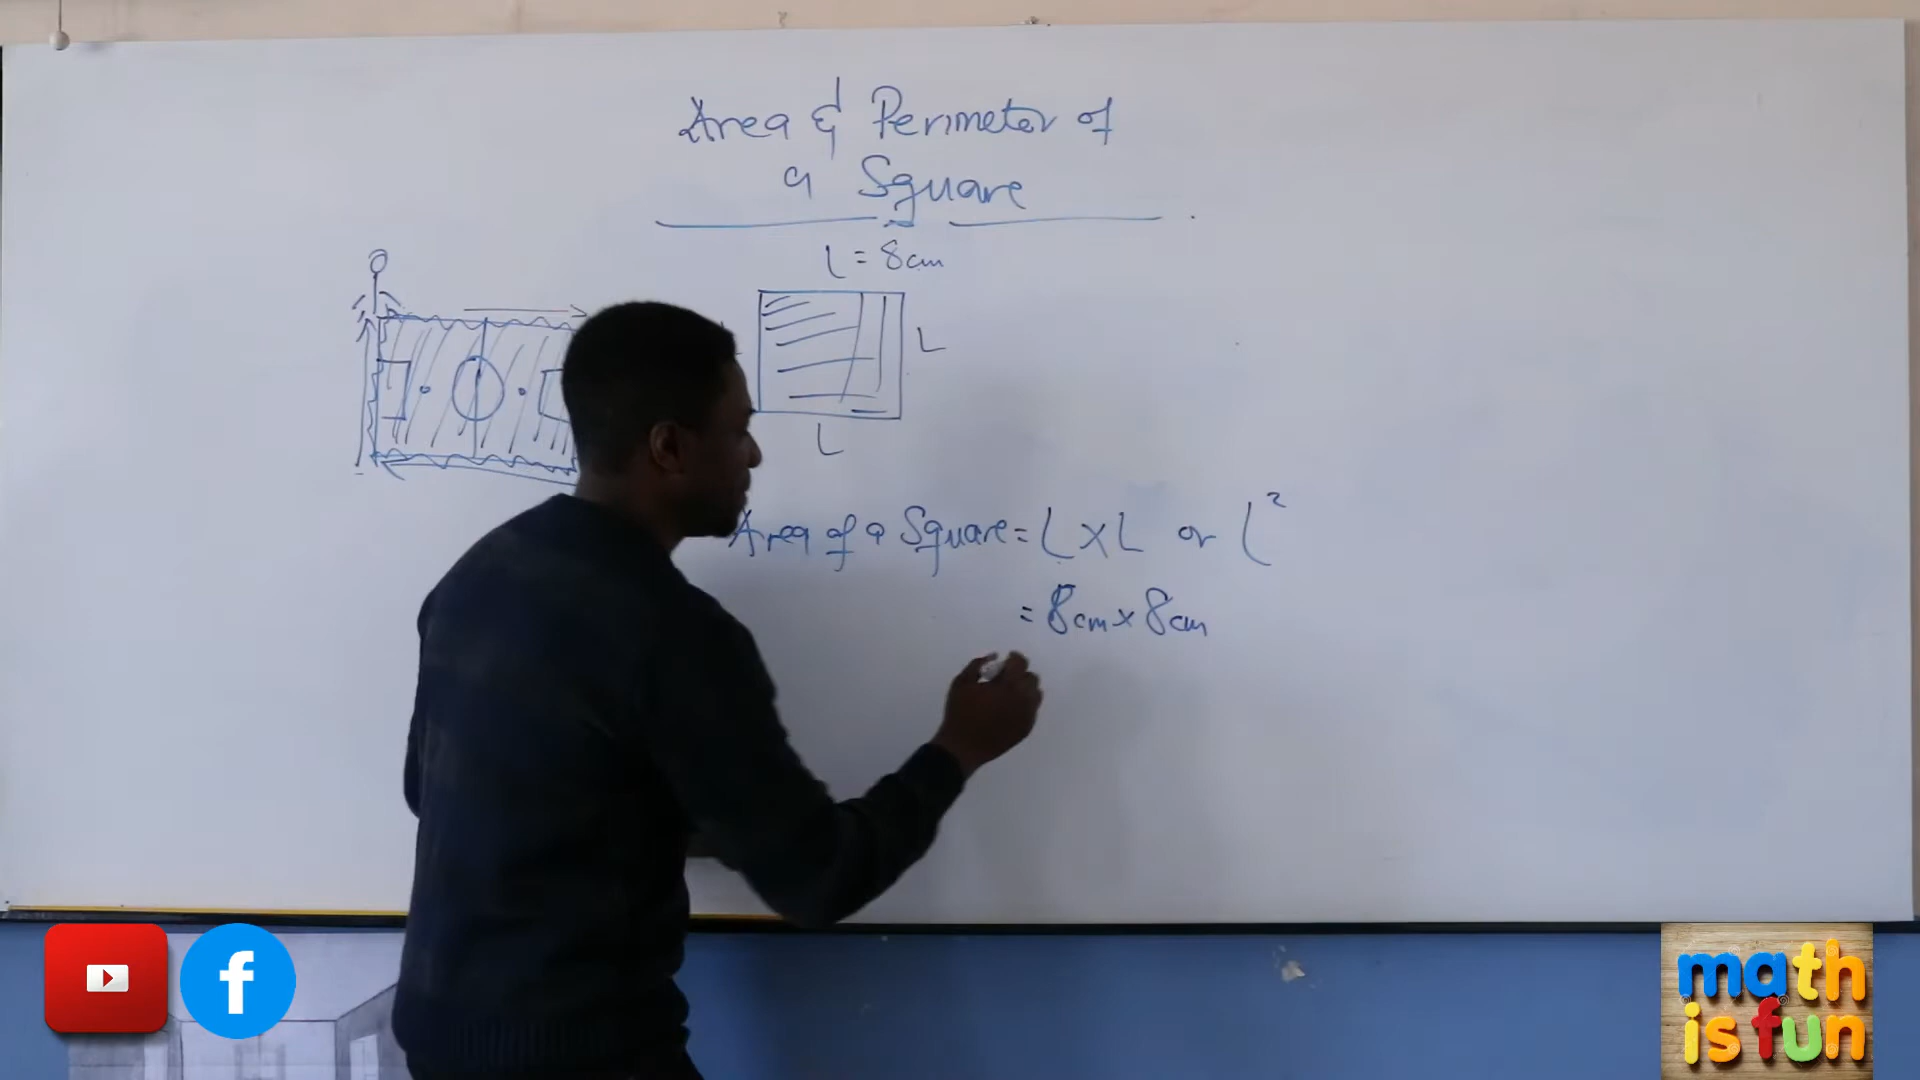 Area & Perimeter of
a Square
L = 8cm
L
L
Area of a Square = L x L or L²
= 8cm x 8cm
f
math
is fun